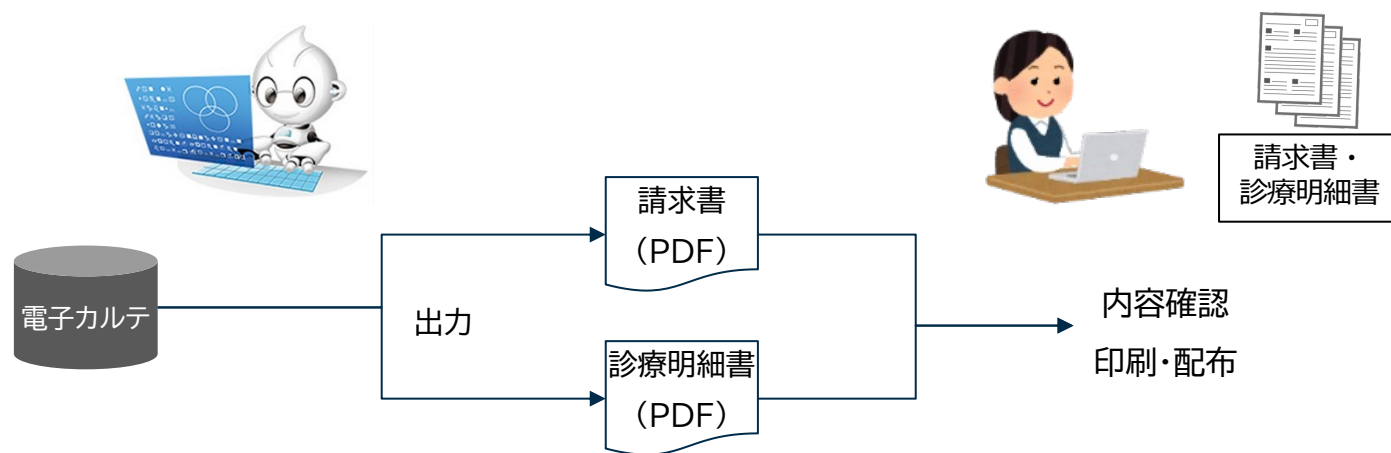 電子カルテ
出力
請求書
（PDF）
診療明細書
（PDF）
請求書・
診療明細書
内容確認
印刷・配布